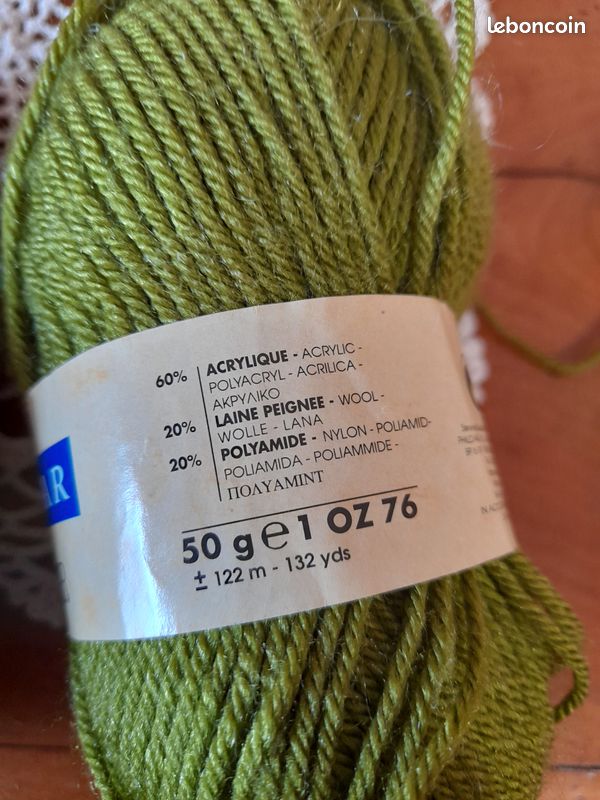 leboncoin
60% ACRYLIQUE - ACRYLIC -
POLYACRYL - ACRILICA -
ΑΚΡΥΛΙΚΟ
20% LAINE PEIGNEE - WOOL -
WOLLE - LANA
20% POLYAMIDE - NYLON - POLIAMID-
POLIAMIDA - POLIAMMIDE -
ΠΟΛΥΑΜΙΝΤ
50 g e 1 OZ 76
± 122 m - 132 yds